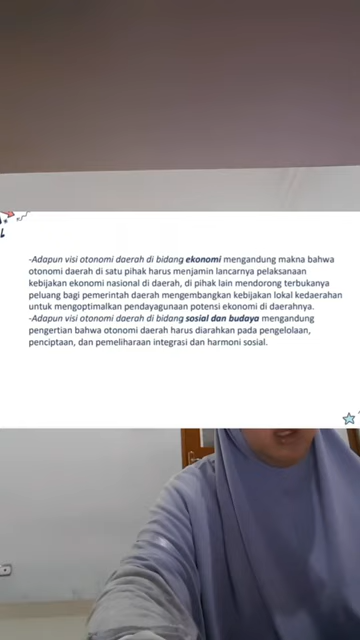 -Adapun visi otonomi daerah di bidang ekonomi mengandung makna bahwa
otonomi daerah di satu pihak harus menjamin lancarnya pelaksanaan
kebijakan ekonomi nasional di daerah, di pihak lain mendorong terbukanya
peluang bagi pemerintah daerah mengembangkan kebijakan lokal kedaerahan
untuk mengoptimalkan pendayagunaan potensi ekonomi di daerahnya.
-Adapun visi otonomi daerah di bidang sosial dan budaya mengandung
pengertian bahwa otonomi daerah harus diarahkan pada pengelolaan,
penciptaan, dan pemeliharaan integrasi dan harmoni sosial.